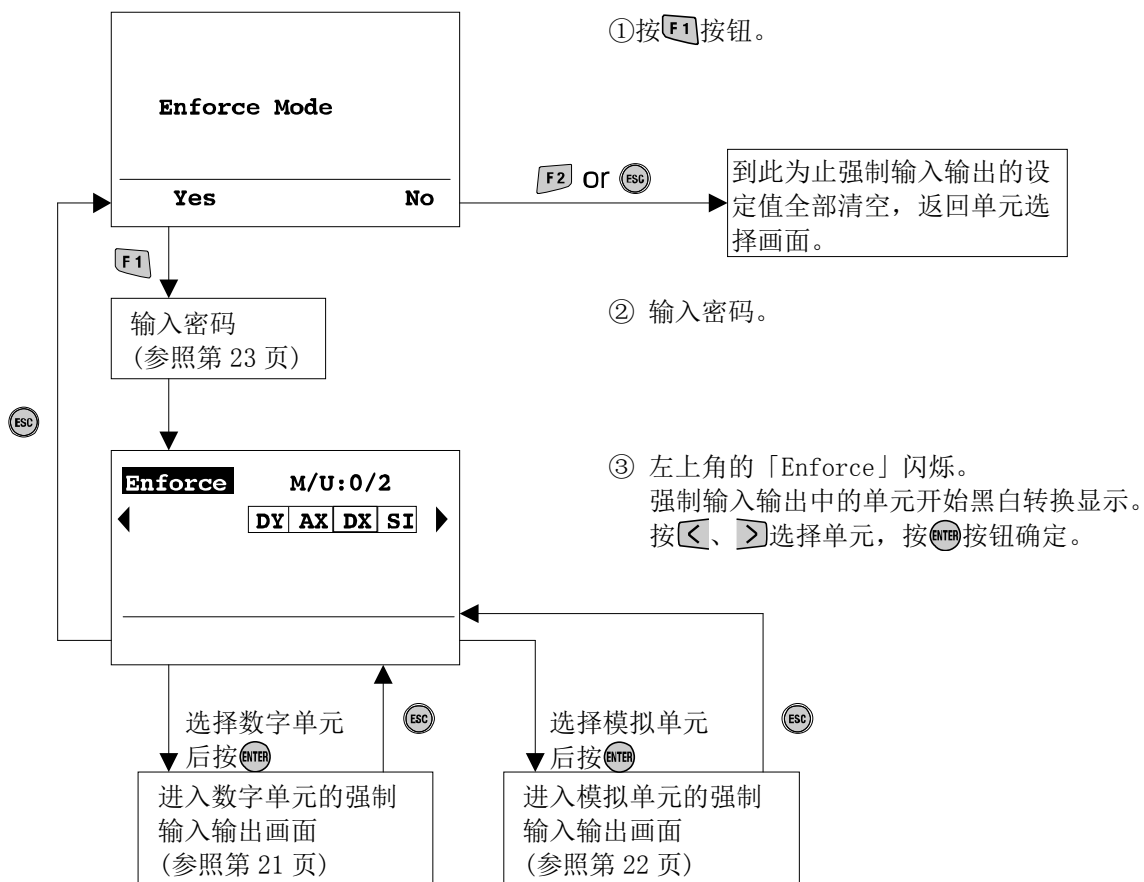 ①按F1按钮。
Enforce Mode
Yes No
F2 or ESC
到此为止强制输入输出的设
定值全部清空，返回单元选
择画面。
F1
输入密码
(参照第 23 页)
② 输入密码。
ESC
Enforce M/U:0/2
DY AX DX SI
③ 左上角的「Enforce」闪烁。
强制输入输出中的单元开始黑白转换显示。
按<、>选择单元，按ENTER按钮确定。
选择数字单元
后按ENTER
ESC
选择模拟单元
后按ENTER
ESC
进入数字单元的强制
输入输出画面
(参照第 21 页)
进入模拟单元的强制
输入输出画面
(参照第 22 页)